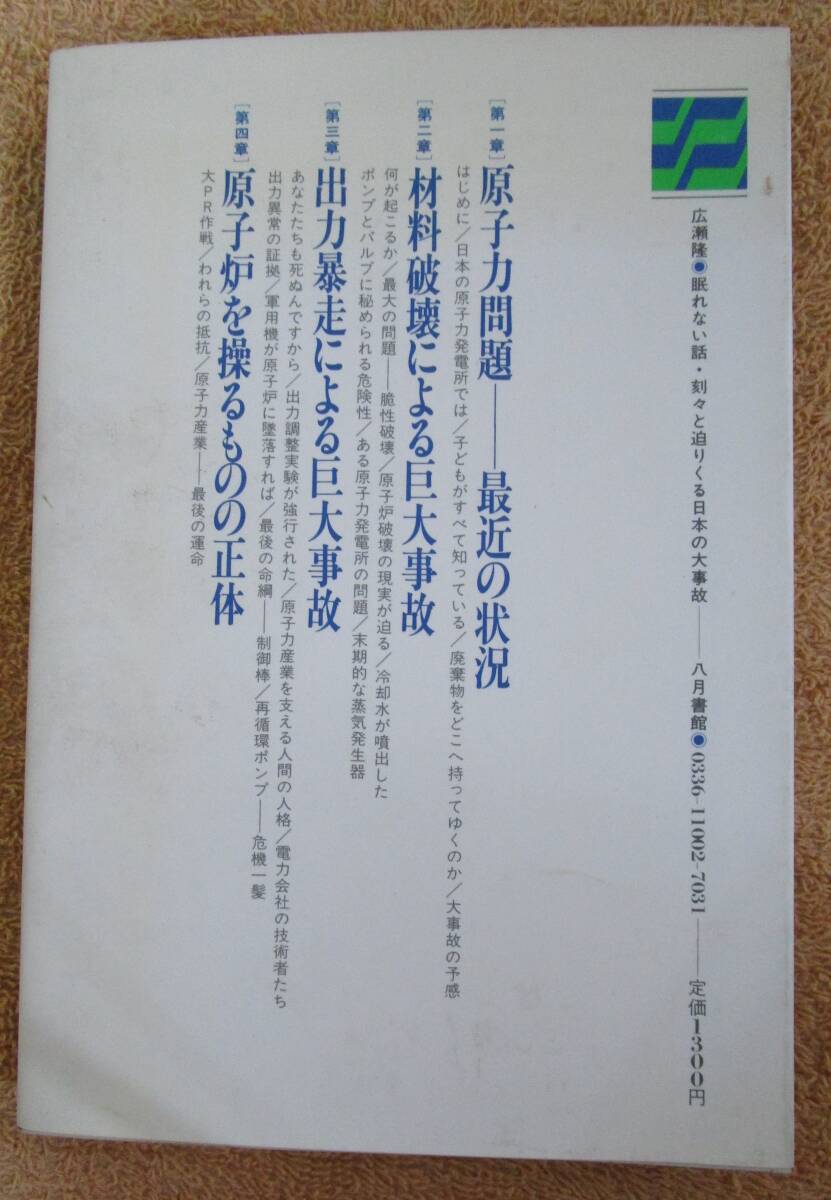 広瀬隆●眠れない話・刻々と迫りくる日本の大事故――八月書館●0336-11002-7031――定価1300円
[第一章]原子力問題――最近の状況
はじめに／日本の原子力発電所では／子どもがすべて知っている／廃棄物をどこへ持ってゆくのか／大事故の予感
[第二章]材料破壊による巨大事故
何が起こるか／最大の問題――脆性破壊／原子炉破壊の現実が迫る／冷却水が噴出した
ポンプとバルブに秘められる危険性／ある原子力発電所の問題／末期的な蒸気発生器
[第三章]出力暴走による巨大事故
あなたたちも死ぬんですから／出力調整実験が強行された／原子力産業を支える人間の人格／電力会社の技術者たち
出力異常の証拠／軍用機が原子炉に墜落すれば／最後の命綱――制御棒／再循環ポンプ――危機一髪
[第四章]原子炉を操るものの正体
大PR作戦／われらの抵抗／原子力産業――最後の運命